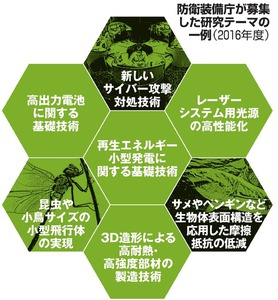 防衛装備庁が募集
した研究テーマの
一例（2016年度）
新しい
サイバー攻撃
対処技術
高出力電池
に関する
基礎技術
レーザー
システム用光源
の高性能化
再生エネルギー
小型発電に
関する基礎技術
昆虫や
小鳥サイズの
小型飛行体
の実現
サメやペンギンなど
生物体表面構造を
応用した摩擦
抵抗の低減
3D造形による
高耐熱・
高強度部材の
製造技術